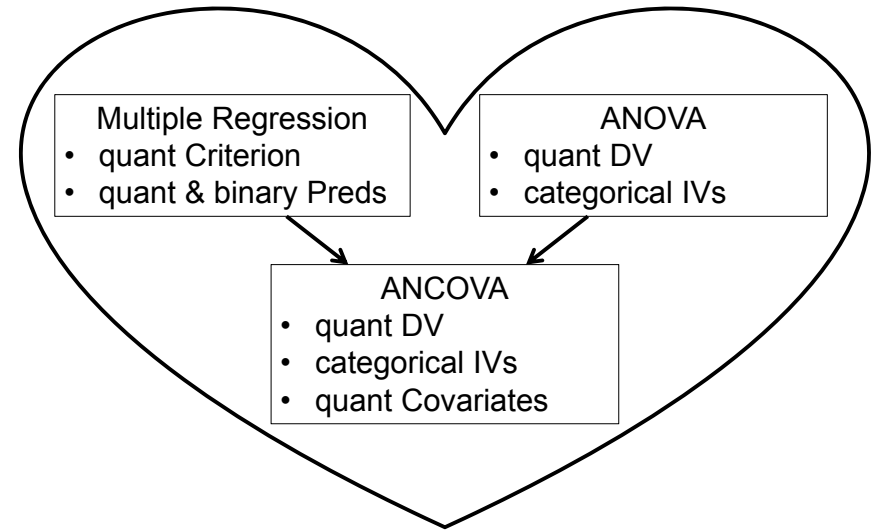 Multiple Regression
• quant Criterion
• quant & binary Preds
ANOVA
• quant DV
• categorical IVs
ANCOVA
• quant DV
• categorical IVs
• quant Covariates